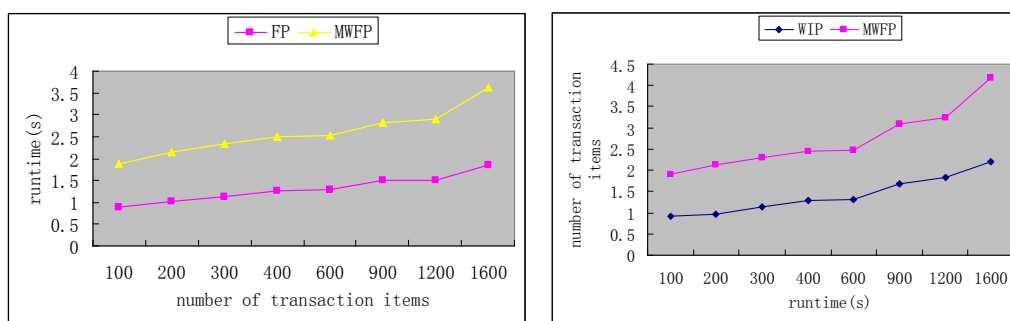 FP MWFP
4
3.5
3
2.5
2
1.5
1
0.5
0
runtime(s)
100 200 300 400 600 900 1200 1600
number of transaction items
WIP MWFP
4.5
4
3.5
3
2.5
2
1.5
1
0.5
0
number of transaction
items
100 200 300 400 600 900 1200 1600
runtime(s)